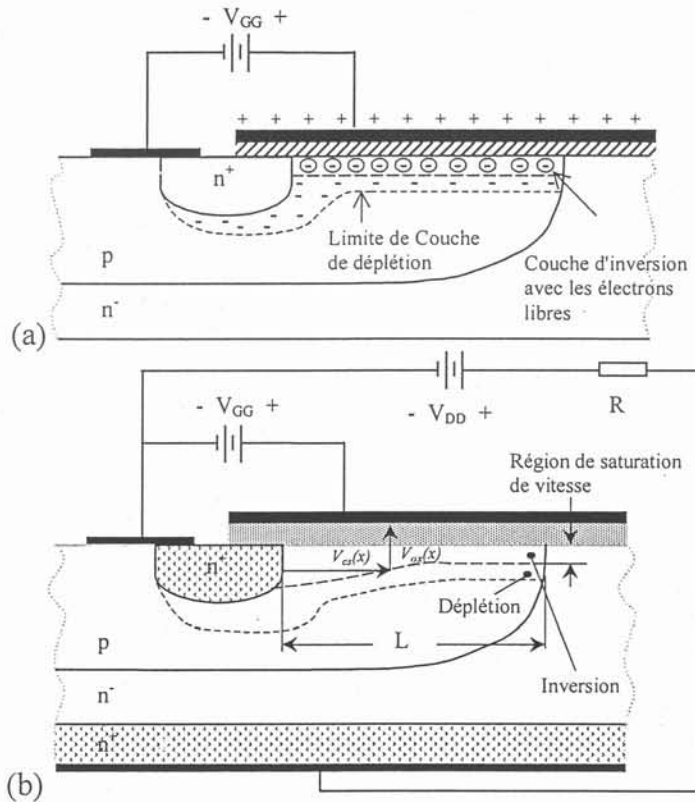 - V_GG +
+ + + + + + + + + + + +
n⁺
Limite de Couche
de déplétion
Couche d'inversion
avec les électrons
libres
p
n⁻
(a)
- V_GG +
- V_DD +
R
Région de saturation
de vitesse
n⁺
V_cs(x)
V_ox(x)
Déplétion
L
p
Inversion
n⁻
n⁺
(b)